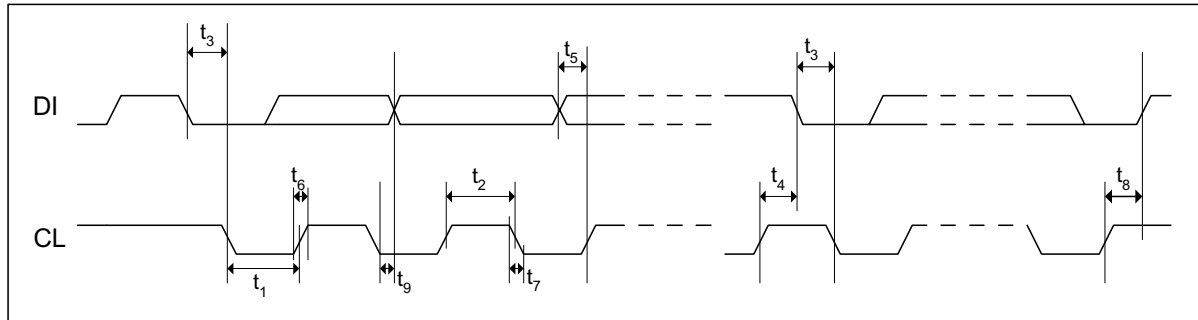 t₃ t₅ t₃
DI
t₆ t₂ t₄ t₈
CL
t₁ t₉ t₇